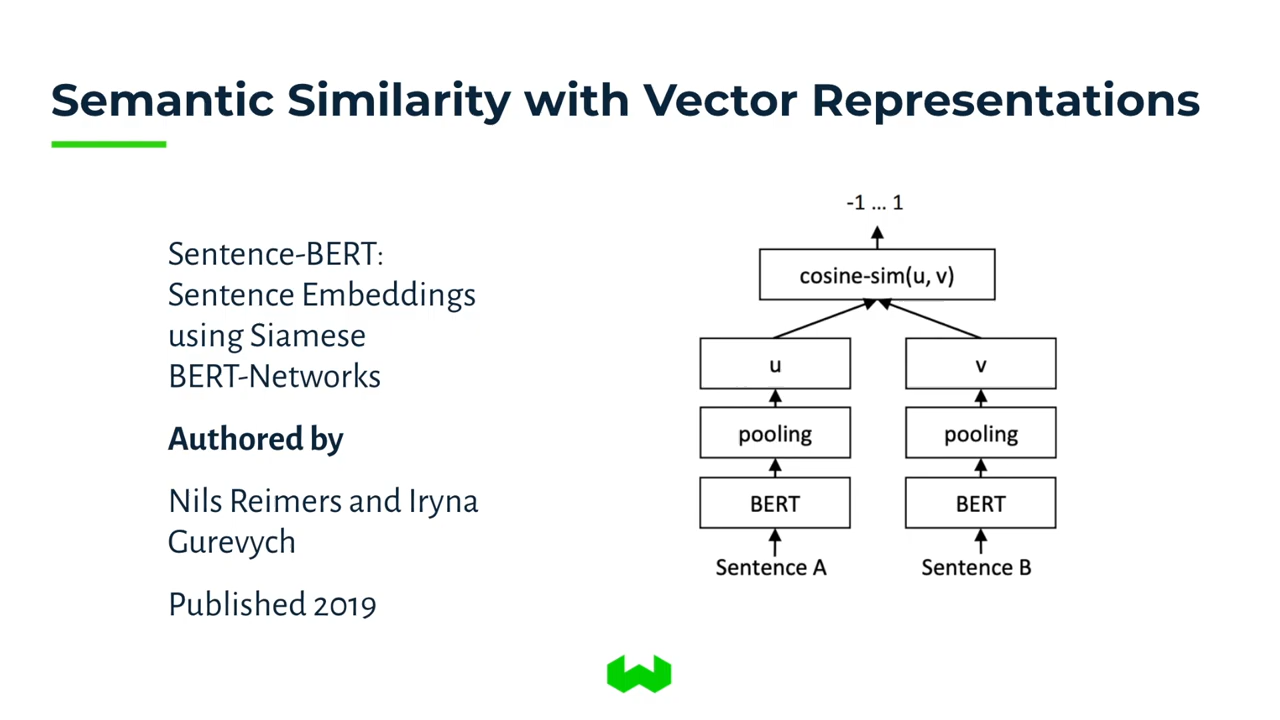 Semantic Similarity with Vector Representations
Sentence-BERT:
Sentence Embeddings
using Siamese
BERT-Networks
Authored by
Nils Reimers and Iryna
Gurevych
Published 2019
-1 ... 1
cosine-sim(u, v)
u
v
pooling
pooling
BERT
BERT
Sentence A
Sentence B